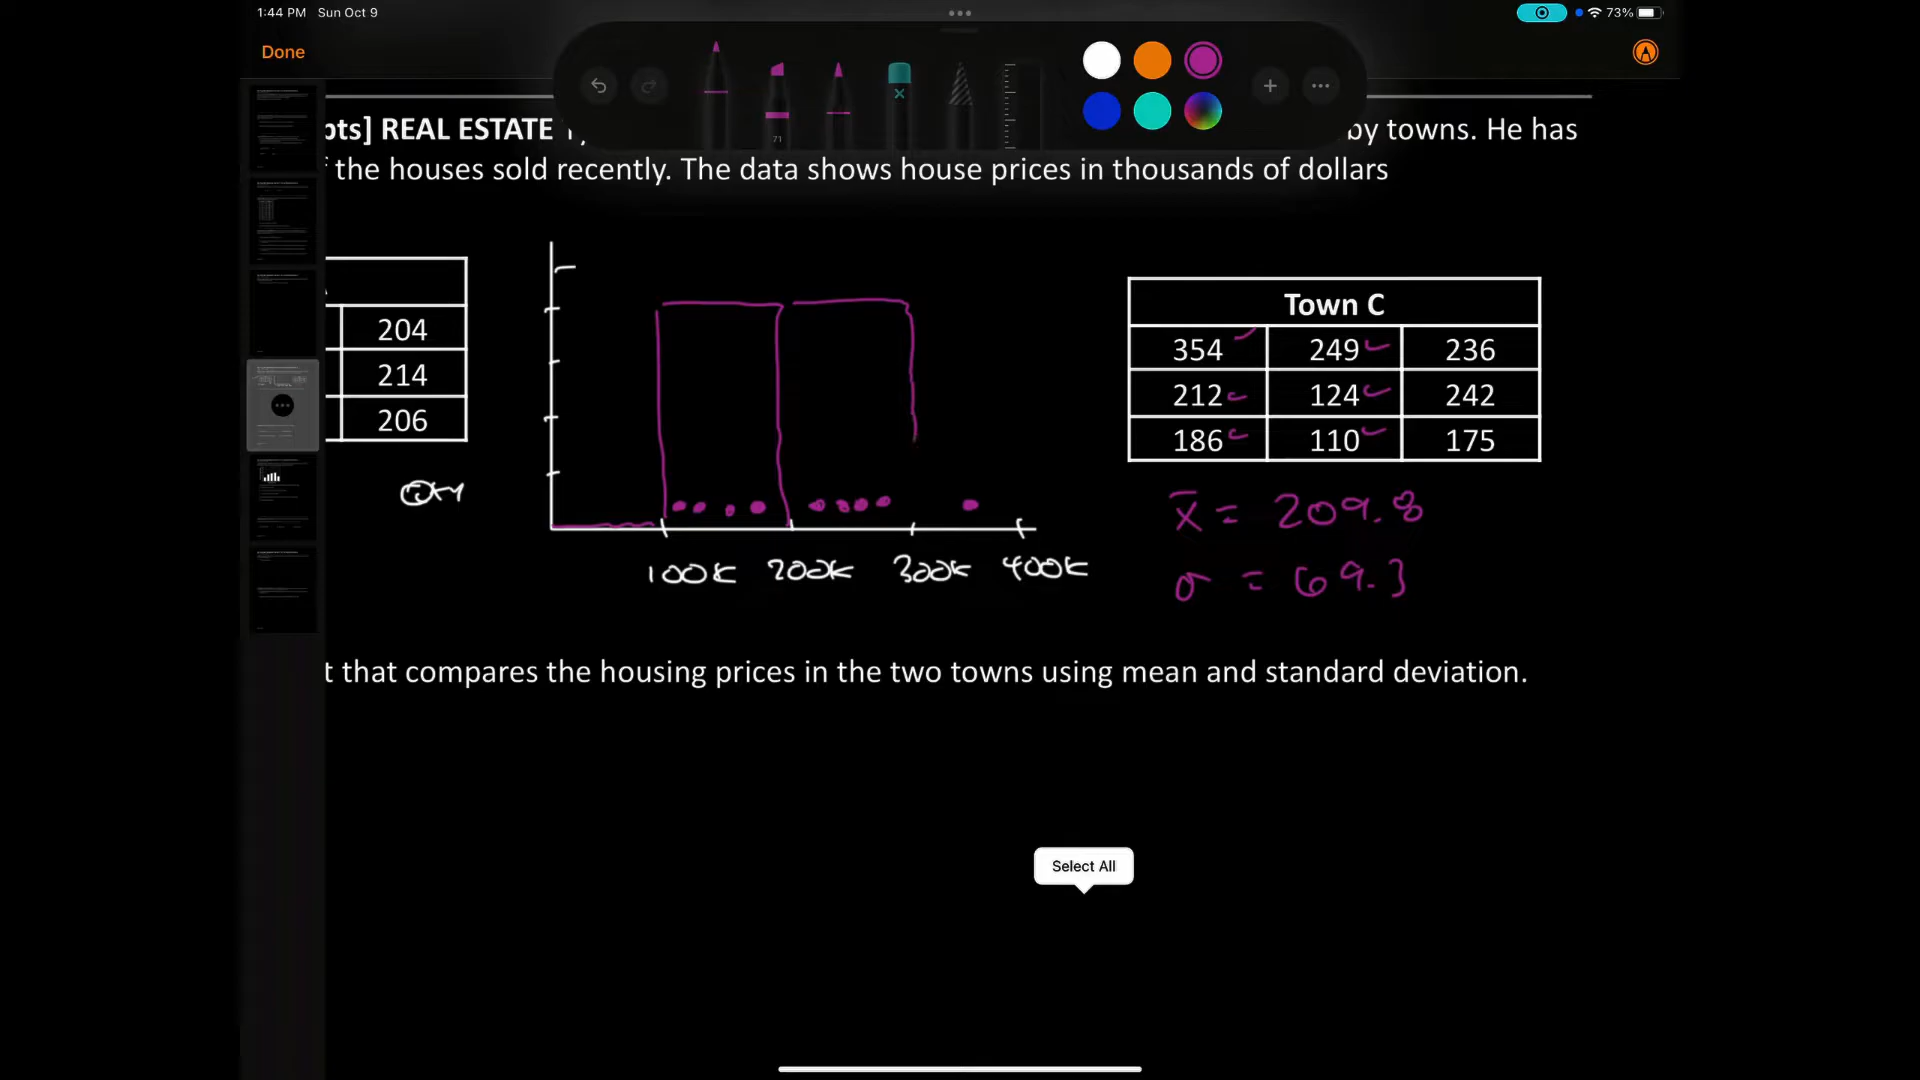 1:44 PM Sun Oct 9
73%
Done
pts] REAL ESTATE
by towns. He has
f the houses sold recently. The data shows house prices in thousands of dollars
204
214
206
Town C
354 249 236
212 124 242
186 110 175
x̄ = 209.8
σ = 69.3
100K 200K 300K 400K
t that compares the housing prices in the two towns using mean and standard deviation.
Select All
71